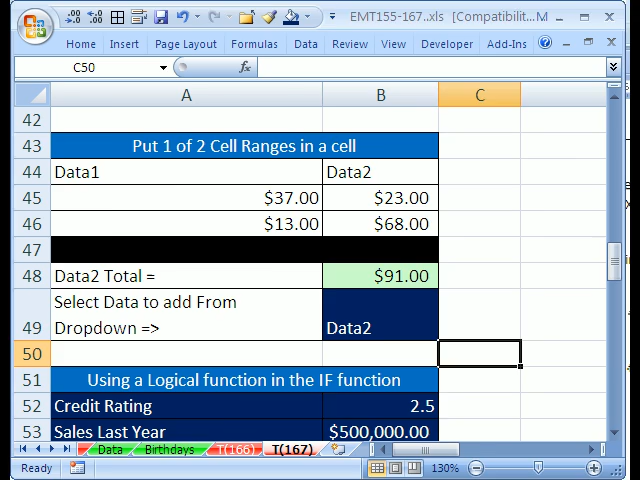 EMT155-167..xls [Compatibilit...M
Home Insert Page Layout Formulas Data Review View Developer Add-Ins
C50 fx
A B C
42
43 Put 1 of 2 Cell Ranges in a cell
44 Data1 Data2
45 $37.00 $23.00
46 $13.00 $68.00
47
48 Data2 Total = $91.00
Select Data to add From
49 Dropdown => Data2
50
51 Using a Logical function in the IF function
52 Credit Rating 2.5
53 Sales Last Year $500,000.00
Data Birthdays T(166) T(167)
Ready 130%